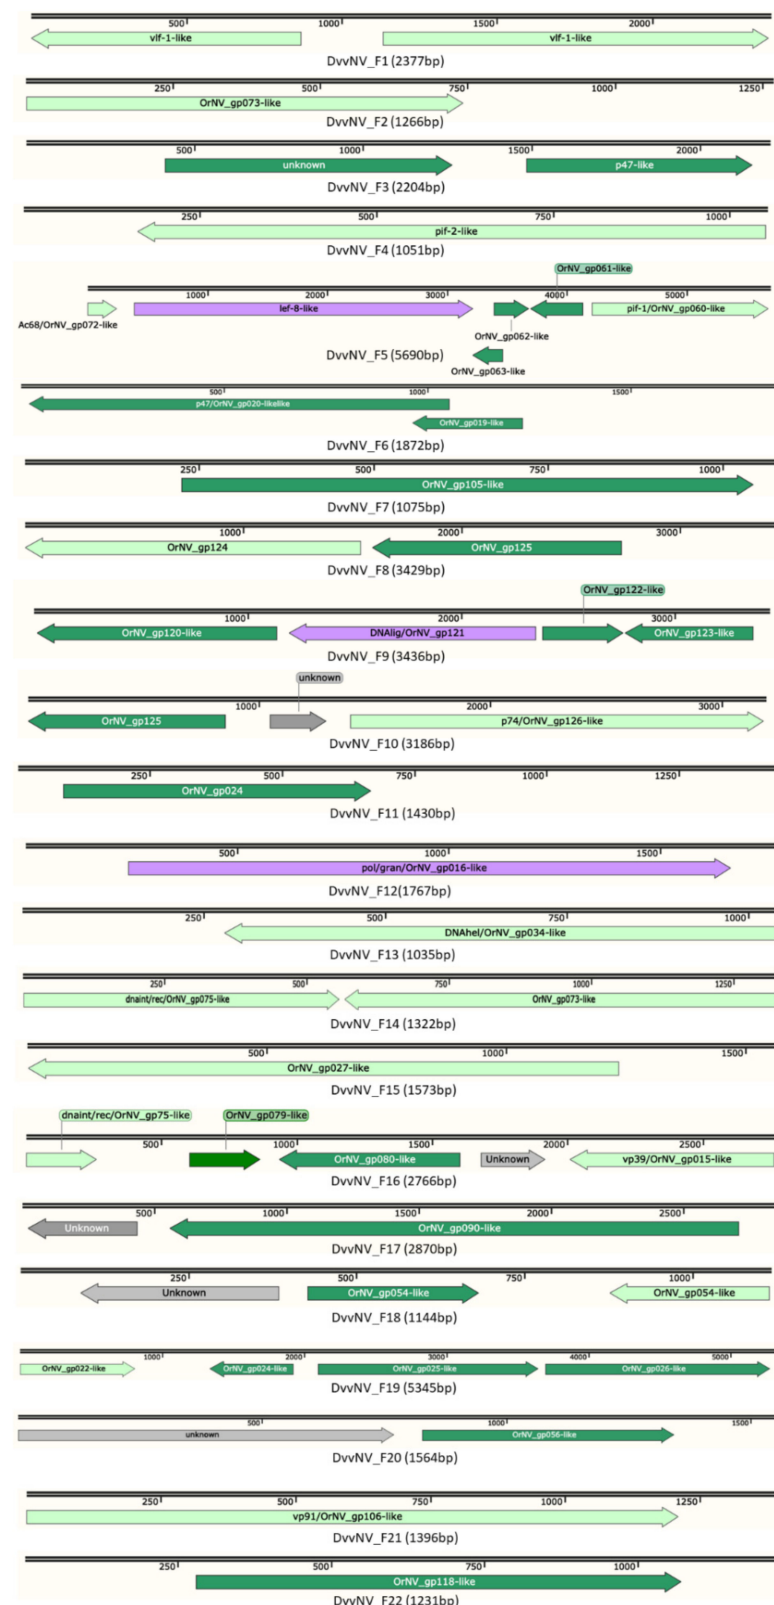 500 1000 1500 2000
vlf-1-like vlf-1-like
DvvNV_F1 (2377bp)
250 500 750 1000 1250
OrNV_gp073-like
DvvNV_F2 (1266bp)
500 1000 1500 2000
unknown p47-like
DvvNV_F3 (2204bp)
250 500 750 1000
pif-2-like
DvvNV_F4 (1051bp)
OrNV_gp061-like
1000 2000 3000 4000 5000
lef-8-like pif-1/OrNV_gp060-like
Ac68/OrNV_gp072-like
OrNV_gp062-like
DvvNV_F5 (5690bp)
OrNV_gp063-like
500 1000 1500
p47/OrNV_gp020-likelike
OrNV_gp019-like
DvvNV_F6 (1872bp)
250 500 750 1000
OrNV_gp105-like
DvvNV_F7 (1075bp)
1000 2000 3000
OrNV_gp124 OrNV_gp125
DvvNV_F8 (3429bp)
OrNV_gp122-like
1000 2000 3000
OrNV_gp120-like DNAlig/OrNV_gp121 OrNV_gp123-like
DvvNV_F9 (3436bp)
unknown
1000 2000 3000
OrNV_gp125 p74/OrNV_gp126-like
DvvNV_F10 (3186bp)
250 500 750 1000 1250
OrNV_gp024
DvvNV_F11 (1430bp)
500 1000 1500
pol/gran/OrNV_gp016-like
DvvNV_F12(1767bp)
250 500 750 1000
DNAhel/OrNV_gp034-like
DvvNV_F13 (1035bp)
250 500 750 1000 1250
dnaint/rec/OrNV_gp075-like OrNV_gp073-like
DvvNV_F14 (1322bp)
500 1000 1500
OrNV_gp027-like
DvvNV_F15 (1573bp)
dnaint/rec/OrNV_gp75-like OrNV_gp079-like
500 1000 1500 2000 2500
OrNV_gp080-like Unknown vp39/OrNV_gp015-like
DvvNV_F16 (2766bp)
500 1000 1500 2000 2500
Unknown OrNV_gp090-like
DvvNV_F17 (2870bp)
250 500 750 1000
Unknown OrNV_gp054-like OrNV_gp054-like
DvvNV_F18 (1144bp)
1000 2000 3000 4000 5000
OrNV_gp022-like OrNV_gp024-like OrNV_gp025-like OrNV_gp026-like
DvvNV_F19 (5345bp)
500 1000 1500
unknown OrNV_gp056-like
DvvNV_F20 (1564bp)
250 500 750 1000 1250
vp91/OrNV_gp106-like
DvvNV_F21 (1396bp)
250 500 750 1000
OrNV_gp118-like
DvvNV_F22 (1231bp)